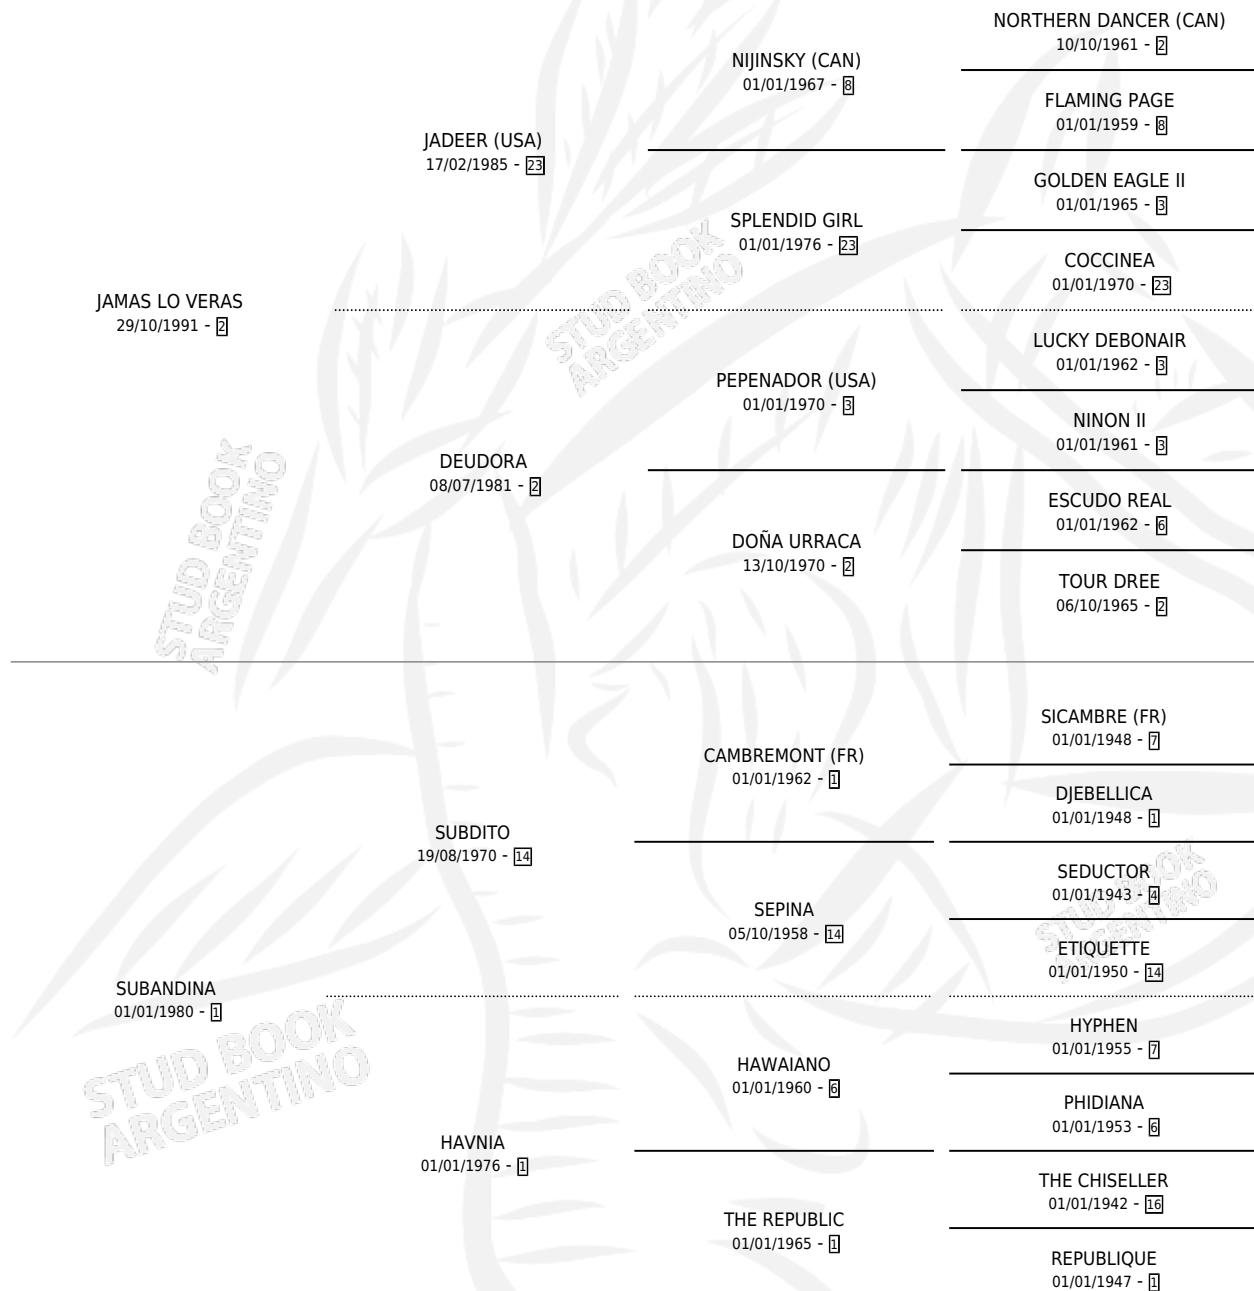 NORTHERN DANCER (CAN)
10/10/1961 - 2
NIJINSKY (CAN)
01/01/1967 - 8
FLAMING PAGE
01/01/1959 - 8
JADEER (USA)
17/02/1985 - 23
GOLDEN EAGLE II
01/01/1965 - 3
SPLENDID GIRL
01/01/1976 - 23
COCCINEA
01/01/1970 - 23
JAMAS LO VERAS
29/10/1991 - 2
STUD BOOK
ARGENTINO
LUCKY DEBONAIR
01/01/1962 - 3
PEPENADOR (USA)
01/01/1970 - 3
NINON II
01/01/1961 - 3
DEUDORA
08/07/1981 - 2
ESCUDO REAL
01/01/1962 - 6
DOÑA URRACA
13/10/1970 - 2
TOUR DREE
06/10/1965 - 2
STUD BOOK
ARGENTINO
SICAMBRE (FR)
01/01/1948 - 7
CAMBREMONT (FR)
01/01/1962 - 1
DJEBELLICA
01/01/1948 - 1
SUBDITO
19/08/1970 - 14
SEDUCTOR
01/01/1943 - 4
SEPINA
05/10/1958 - 14
STUD BOOK
ARGENTINO
ETIQUETTE
01/01/1950 - 14
SUBANDINA
01/01/1980 - 1
STUD BOOK
ARGENTINO
HYPHEN
01/01/1955 - 7
HAWAIANO
01/01/1960 - 6
PHIDIANA
01/01/1953 - 6
HAVNIA
01/01/1976 - 1
THE CHISELLER
01/01/1942 - 16
THE REPUBLIC
01/01/1965 - 1
REPUBLIQUE
01/01/1947 - 1